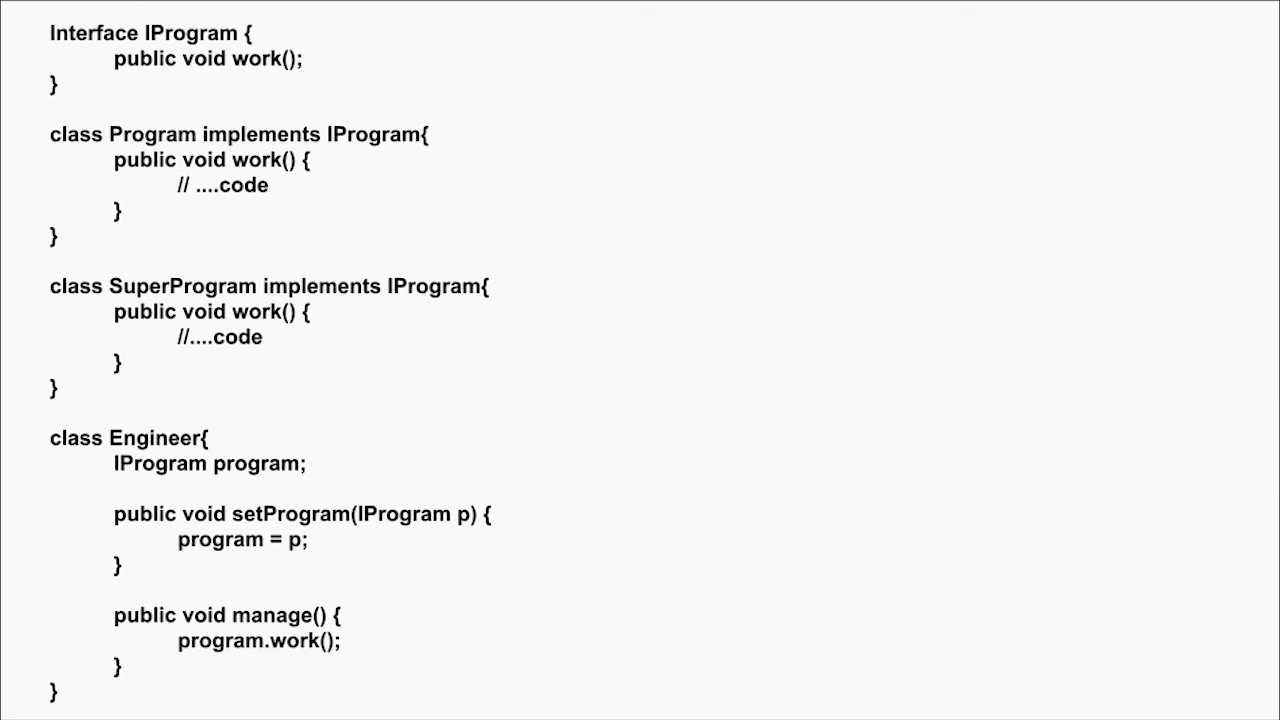 Interface IProgram {
public void work();
}
class Program implements IProgram{
public void work() {
// ....code
}
}
class SuperProgram implements IProgram{
public void work() {
//....code
}
}
class Engineer{
IProgram program;
public void setProgram(IProgram p) {
program = p;
}
public void manage() {
program.work();
}
}